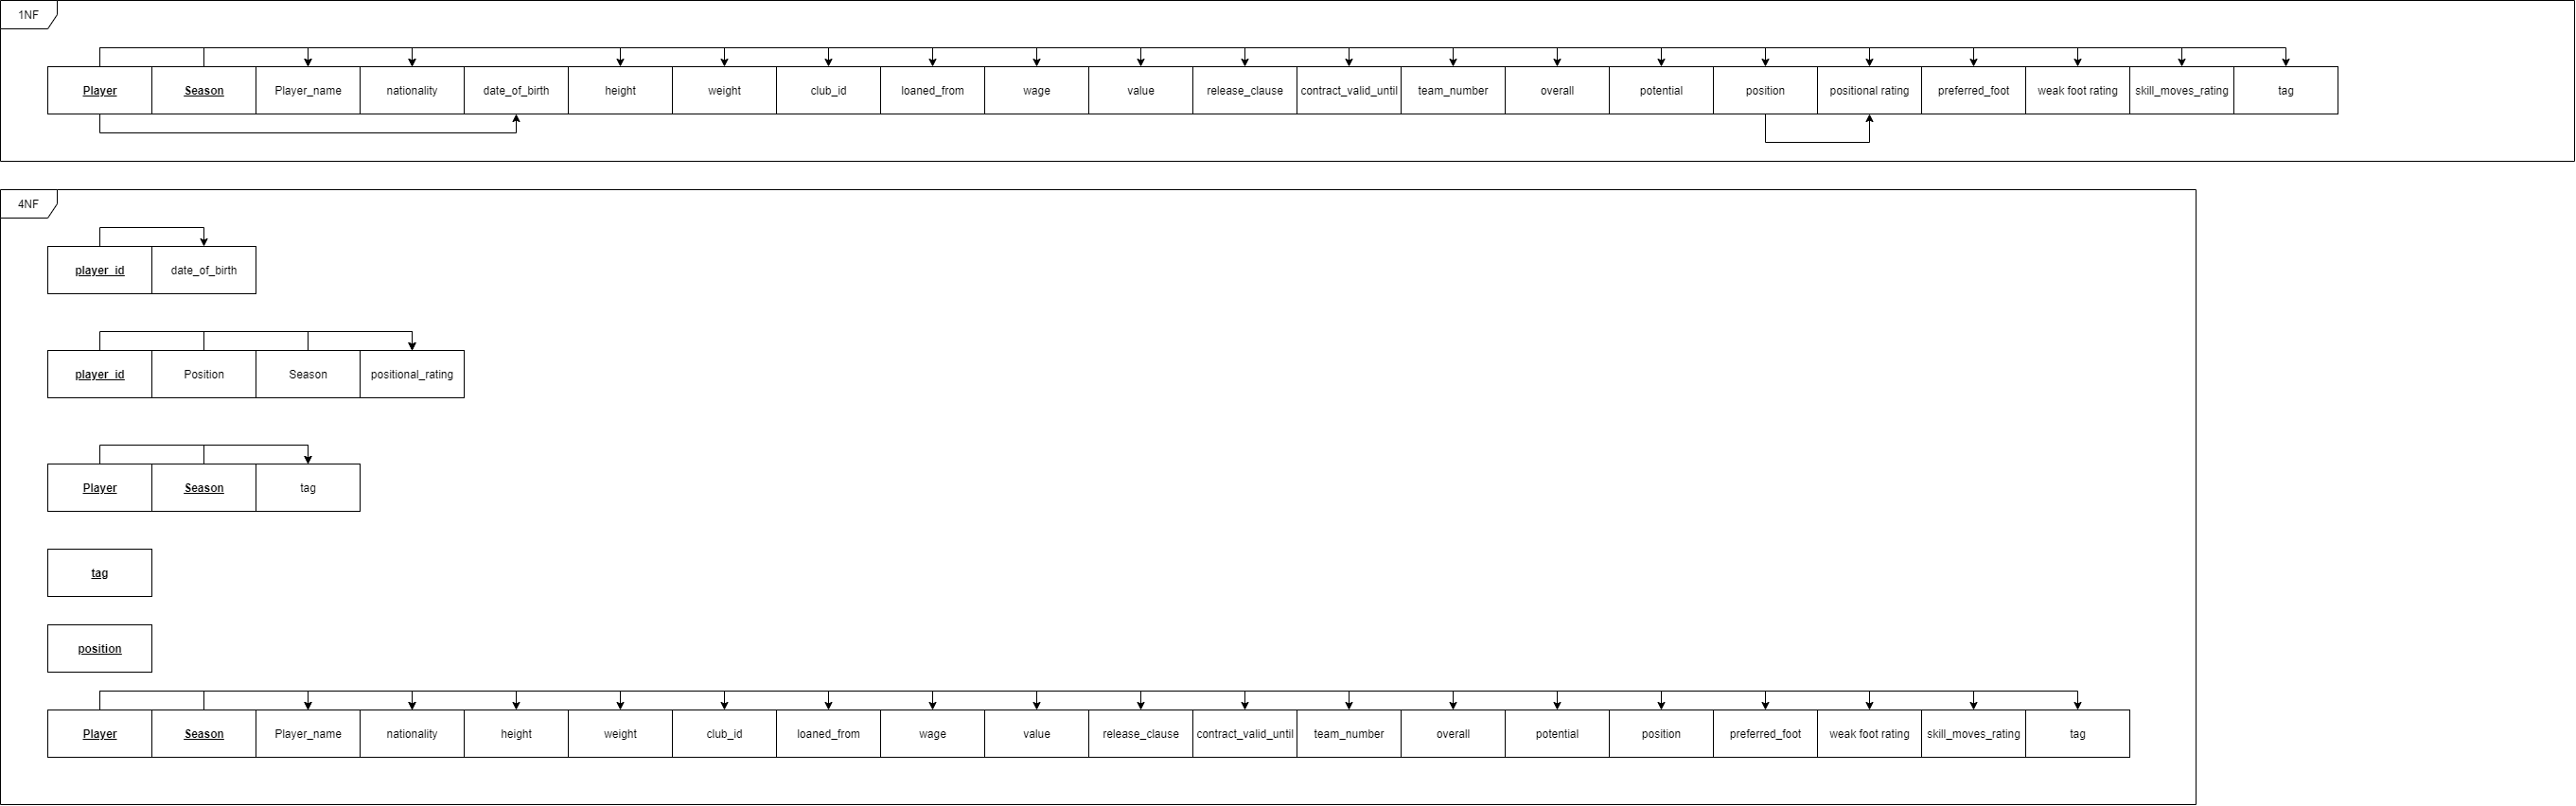 1NF
Player Season Player_name nationality date_of_birth height weight club_id loaned_from wage value release_clause contract_valid_until team_number overall potential position positional rating preferred_foot weak foot rating skill_moves_rating tag
4NF
player_id date_of_birth
player_id Position Season positional_rating
Player Season tag
tag
position
Player Season Player_name nationality height weight club_id loaned_from wage value release_clause contract_valid_until team_number overall potential position preferred_foot weak foot rating skill_moves_rating tag